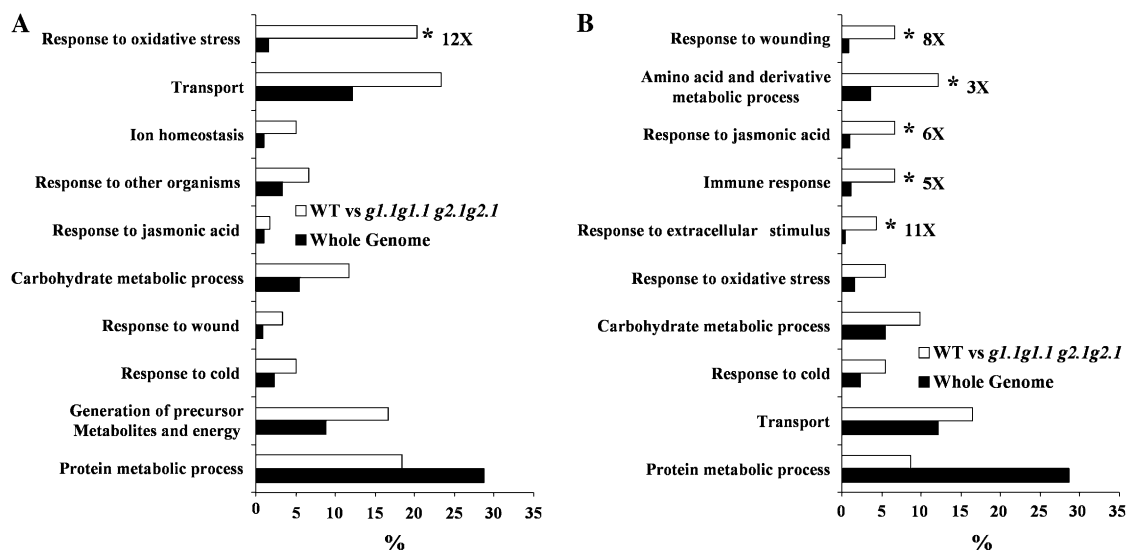 A
Response to oxidative stress
* 12X
Transport
Ion homeostasis
Response to other organisms
Response to jasmonic acid
Carbohydrate metabolic process
Response to wound
Response to cold
Generation of precursor
Metabolites and energy
Protein metabolic process
WT vs g1.1g1.1 g2.1g2.1
Whole Genome
0 5 10 15 20 25 30 35
%
B
Response to wounding
* 8X
Amino acid and derivative
metabolic process
* 3X
Response to jasmonic acid
* 6X
Immune response
* 5X
Response to extracellular stimulus
* 11X
Response to oxidative stress
Carbohydrate metabolic process
Response to cold
Transport
Protein metabolic process
WT vs g1.1g1.1 g2.1g2.1
Whole Genome
0 5 10 15 20 25 30 35
%